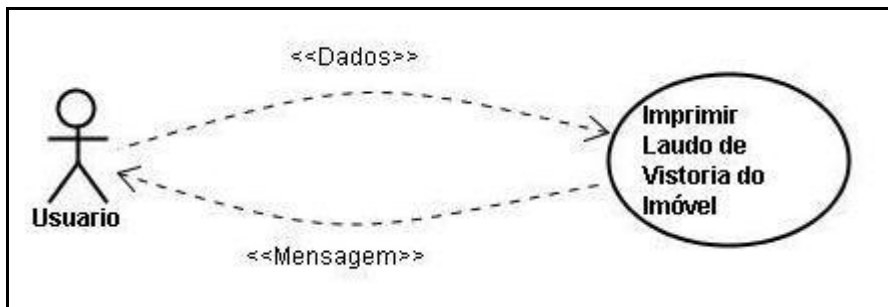 <<Dados>>
Imprimir
Laudo de
Vistoria do
Imóvel
Usuario
<<Mensagem>>